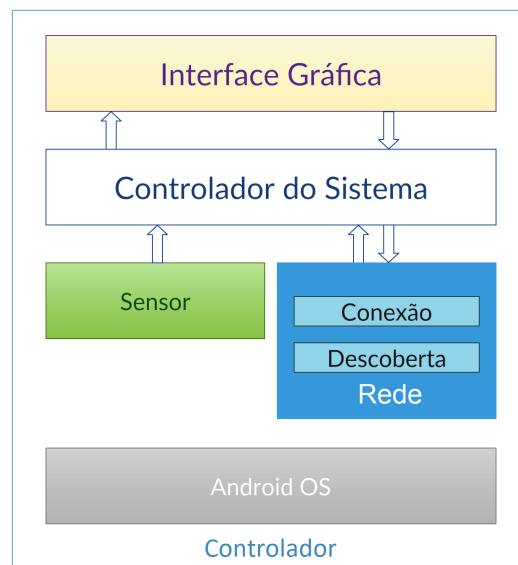 Interface Gráfica
Controlador do Sistema
Sensor
Conexão
Descoberta
Rede
Android OS
Controlador